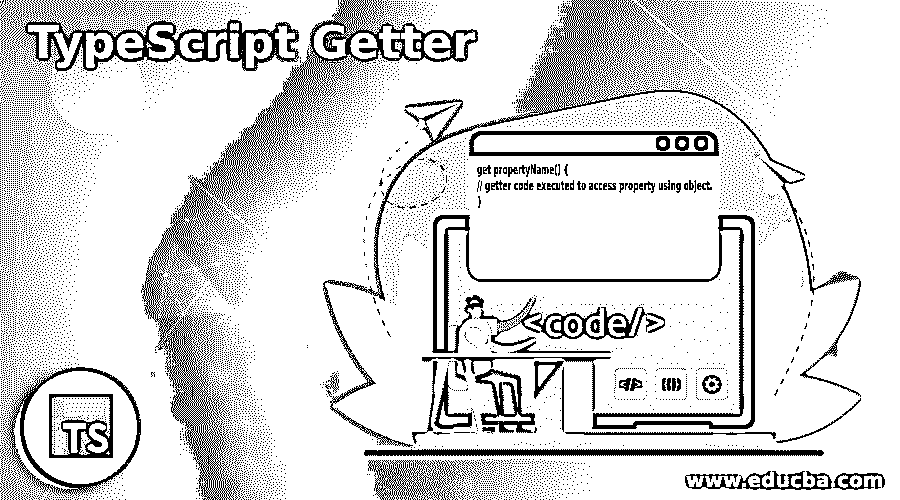 TypeScript Getter
get propertyName() {
// getter code executed to access property using object.
}
<code/>
</>
TS
www.educba.com